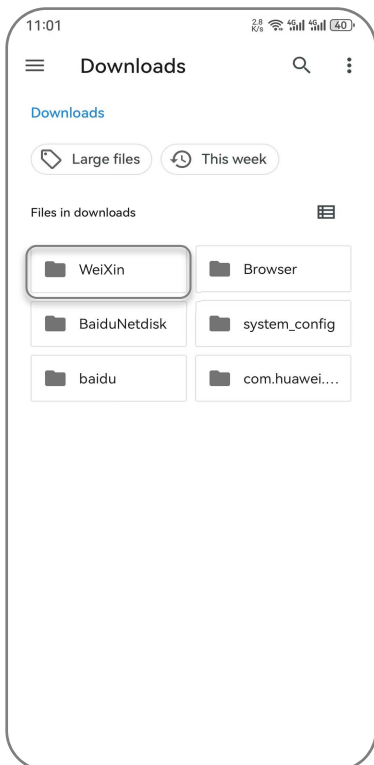 11:01 2.8 K/s 4G 4G 40
Downloads
Downloads
Large files This week
Files in downloads
WeiXin Browser
BaiduNetdisk system_config
baidu com.huawei....